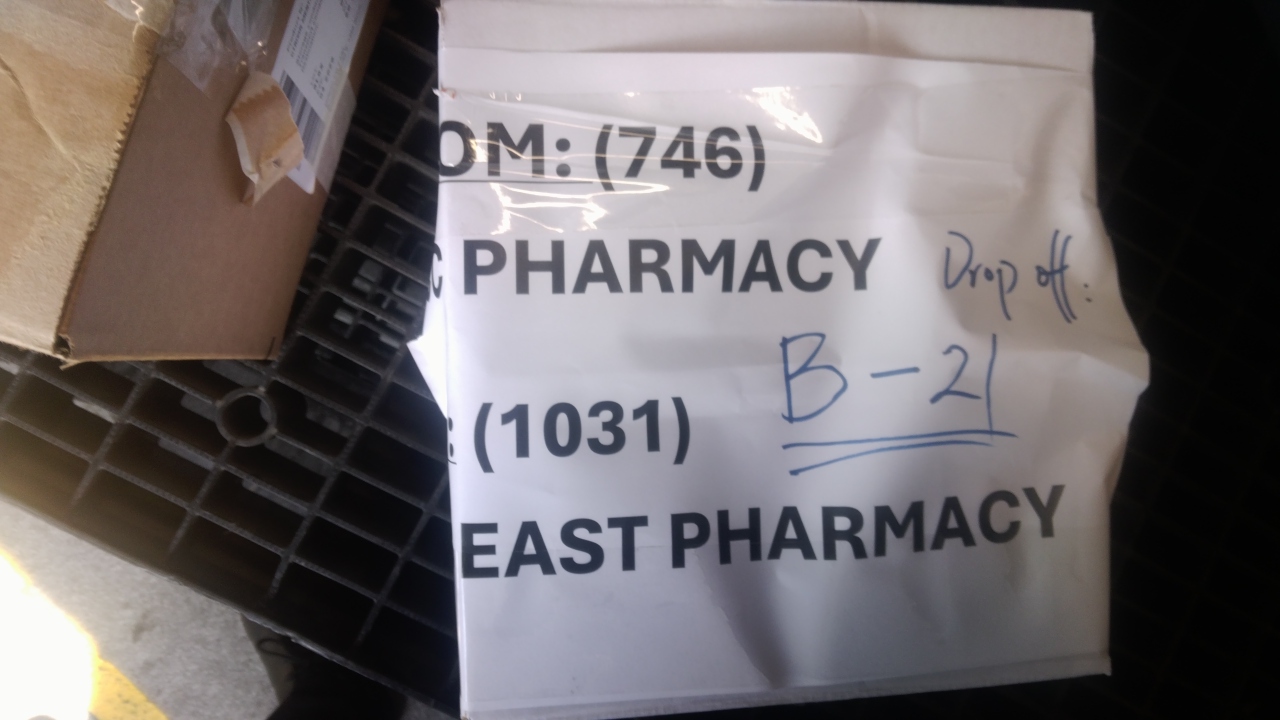 OM: (746)
C PHARMACY
Drop off:
B-21
: (1031)
EAST PHARMACY